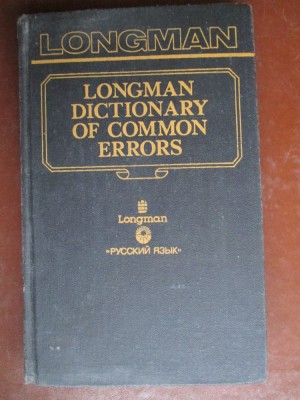 LONGMAN
LONGMAN
DICTIONARY
OF COMMON
ERRORS
Longman
«РУССКИЙ ЯЗЫК»